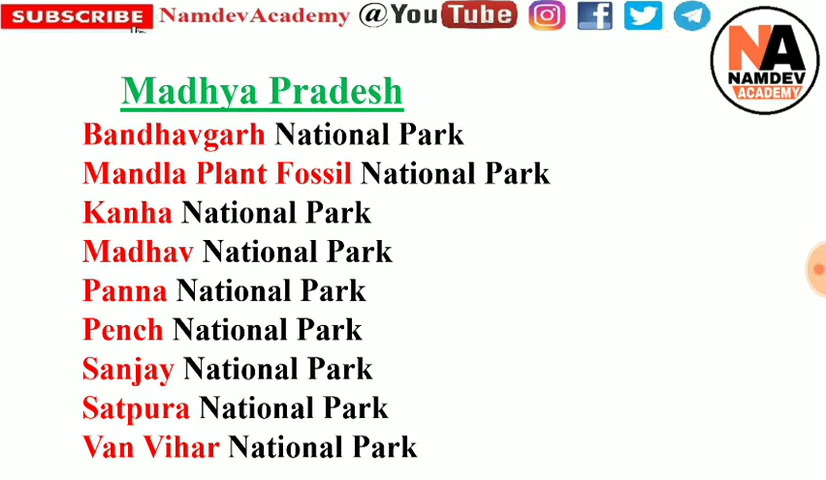 SUBSCRIBE NamdevAcademy @YouTube
NA
NAMDEV
ACADEMY
Madhya Pradesh
Bandhavgarh National Park
Mandla Plant Fossil National Park
Kanha National Park
Madhav National Park
Panna National Park
Pench National Park
Sanjay National Park
Satpura National Park
Van Vihar National Park